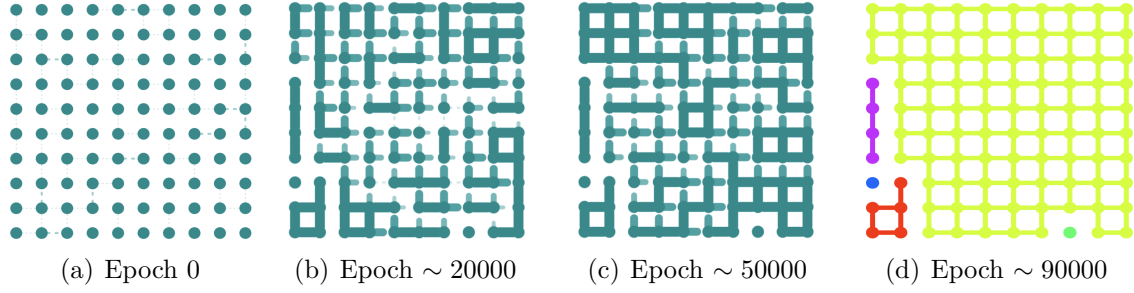 (a) Epoch 0
(b) Epoch ∼ 20000
(c) Epoch ∼ 50000
(d) Epoch ∼ 90000